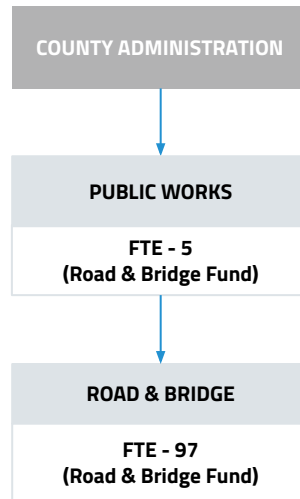 COUNTY ADMINISTRATION
PUBLIC WORKS
FTE - 5
(Road & Bridge Fund)
ROAD & BRIDGE
FTE - 97
(Road & Bridge Fund)